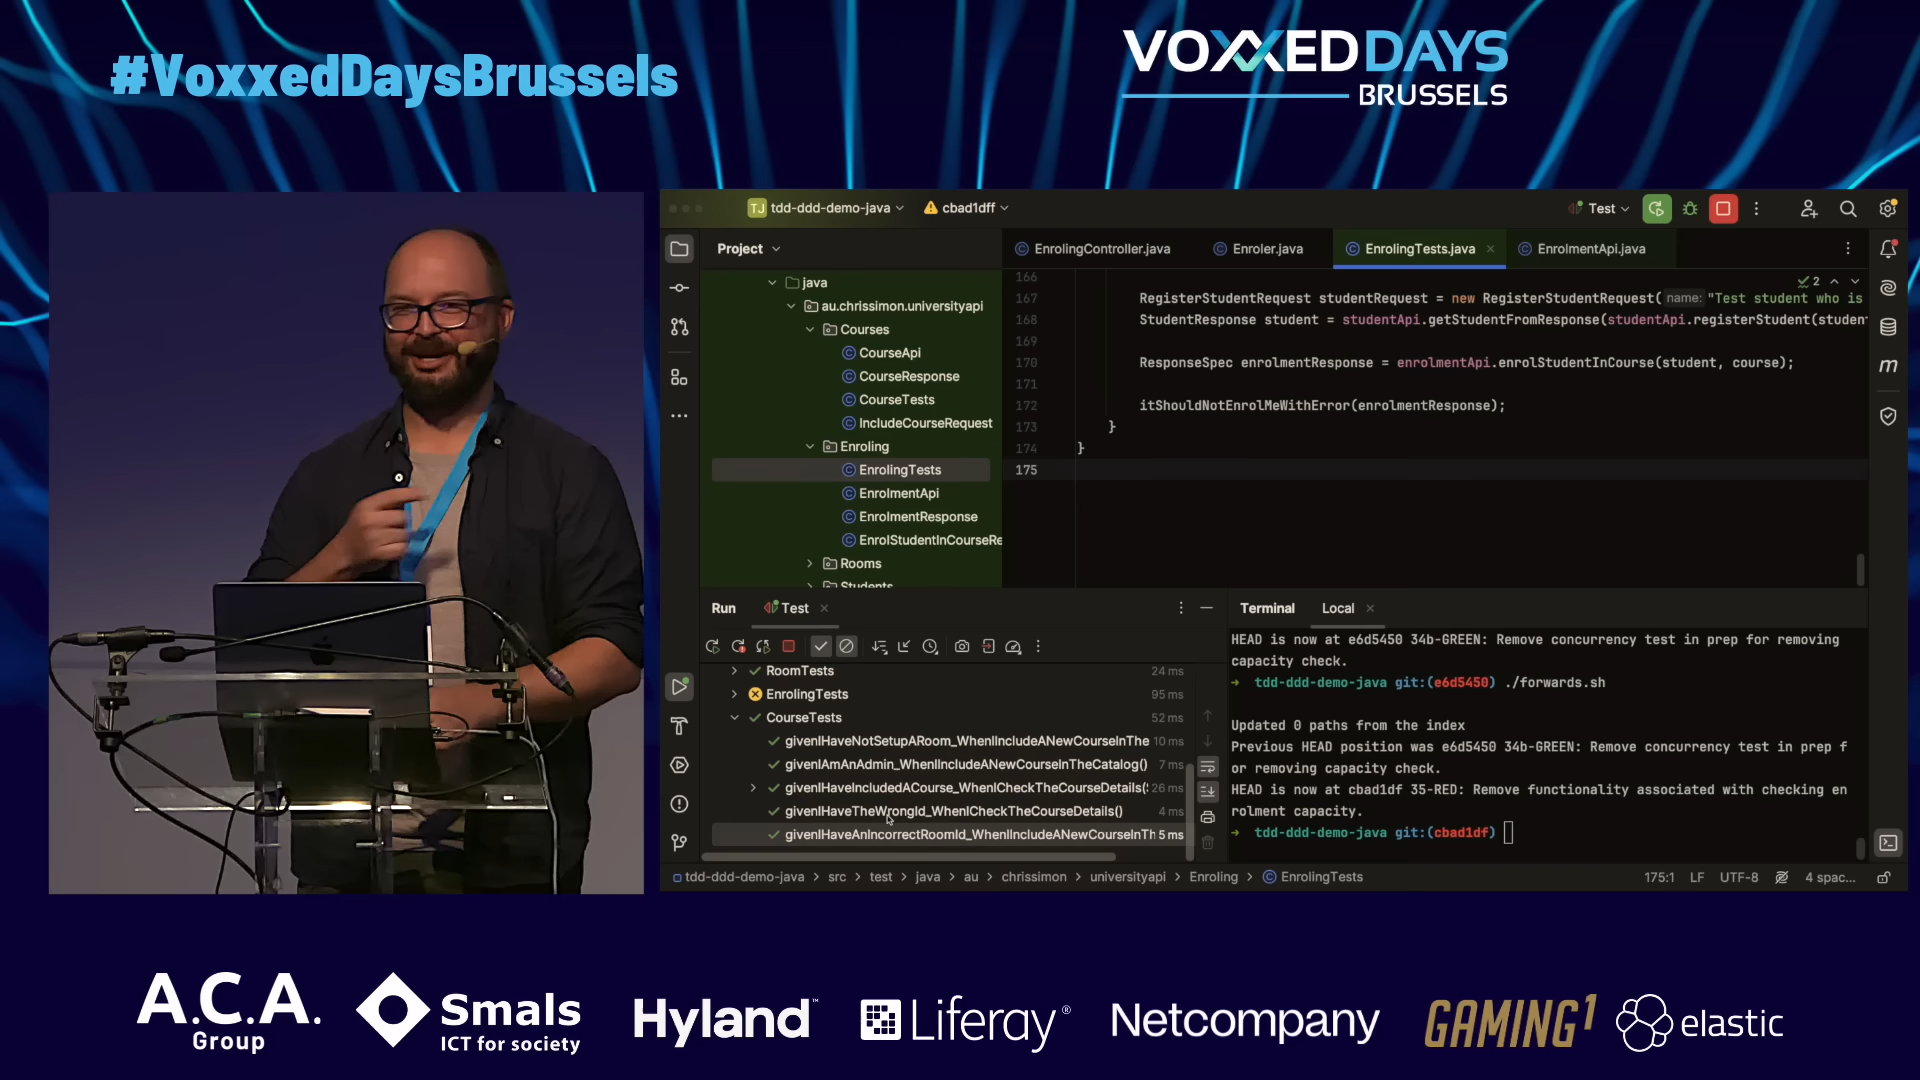 #VoxxedDaysBrussels
VOXXED DAYS
BRUSSELS
TJ tdd-ddd-demo-java
cbad1dff
Test
Project
EnrolingController.java
Enroler.java
EnrolingTests.java
EnrolmentApi.java
java
au.chrissimon.universityapi
Courses
CourseApi
CourseResponse
CourseTests
IncludeCourseRequest
Enroling
EnrolingTests
EnrolmentApi
EnrolmentResponse
EnrolStudentInCourseRe
Rooms
Students
166
167 RegisterStudentRequest studentRequest = new RegisterStudentRequest( name: "Test student who is
168 StudentResponse student = studentApi.getStudentFromResponse(studentApi.registerStudent(studen
169
170 ResponseSpec enrolmentResponse = enrolmentApi.enrolStudentInCourse(student, course);
171
172 itShouldNotEnrolMeWithError(enrolmentResponse);
173 }
174 }
175
2
Run
Test
RoomTests 24 ms
EnrolingTests 95 ms
CourseTests 52 ms
givenIHaveNotSetupARoom_WhenIIncludeANewCourseInThe 10 ms
givenIAmAnAdmin_WhenIIncludeANewCourseInTheCatalog() 7 ms
givenIHaveIncludedACourse_WhenICheckTheCourseDetails(S 26 ms
givenIHaveTheWrongId_WhenICheckTheCourseDetails() 4 ms
givenIHaveAnIncorrectRoomId_WhenIIncludeANewCourseInTh 5 ms
Terminal
Local
HEAD is now at e6d5450 34b-GREEN: Remove concurrency test in prep for removing
capacity check.
→ tdd-ddd-demo-java git:(e6d5450) ./forwards.sh
Updated 0 paths from the index
Previous HEAD position was e6d5450 34b-GREEN: Remove concurrency test in prep f
or removing capacity check.
HEAD is now at cbad1df 35-RED: Remove functionality associated with checking en
rolment capacity.
→ tdd-ddd-demo-java git:(cbad1df)
tdd-ddd-demo-java > src > test > java > au > chrissimon > universityapi > Enroling > EnrolingTests
175:1 LF UTF-8 4 spac...
A.C.A.
Group
Smals
ICT for society
Hyland™
Liferay®
Netcompany
GAMING1
elastic